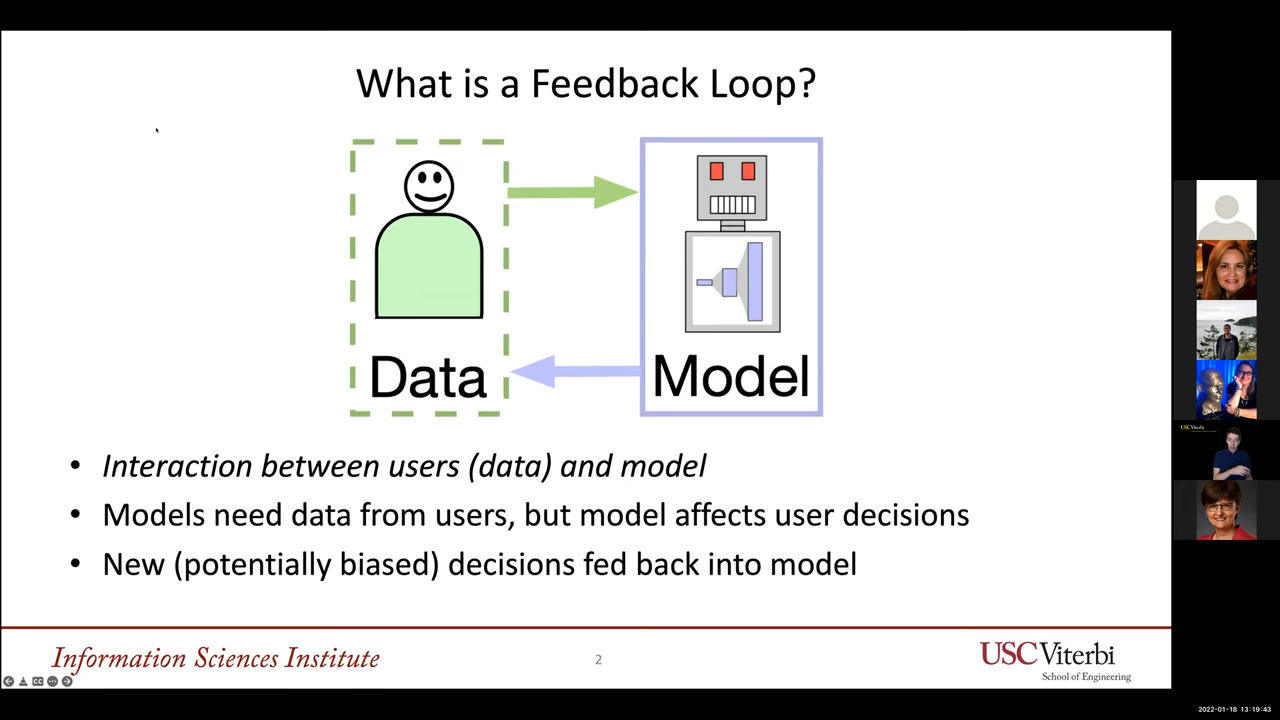 What is a Feedback Loop?
Data
Model
• Interaction between users (data) and model
• Models need data from users, but model affects user decisions
• New (potentially biased) decisions fed back into model
Information Sciences Institute
2
USC Viterbi
School of Engineering
USC Viterbi
2022-01-18 13:19:43